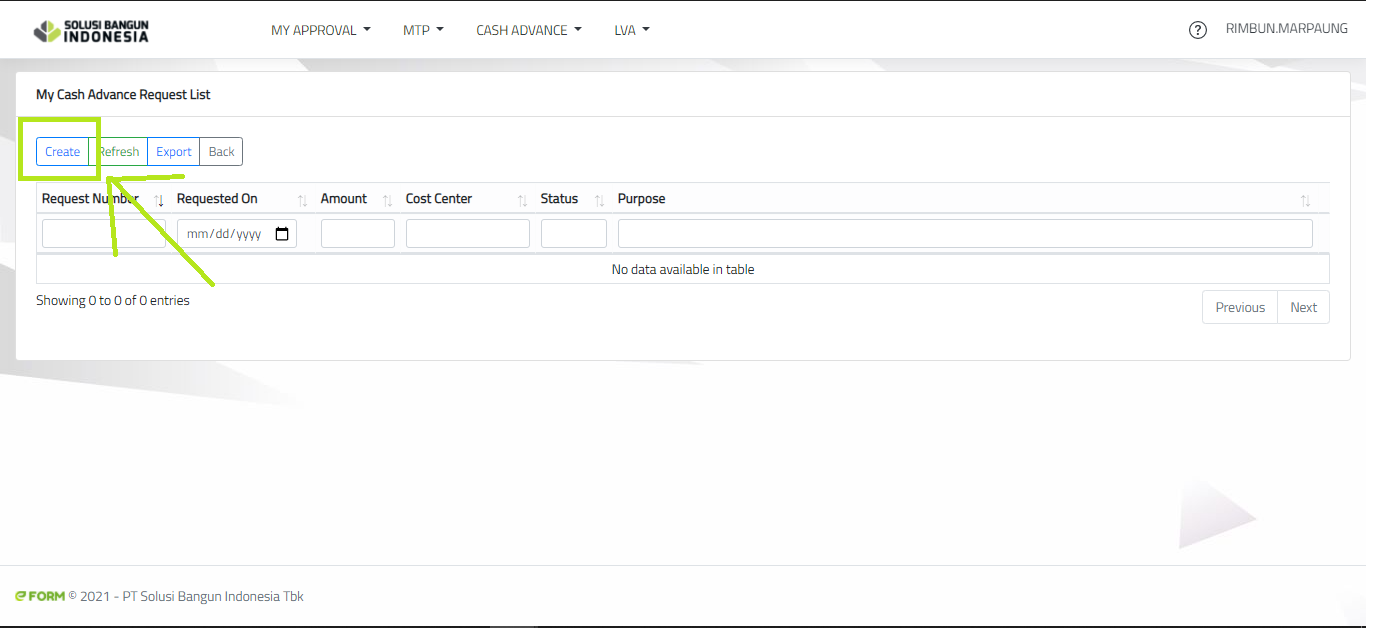 SOLUSI BANGUN
INDONESIA
MY APPROVAL MTP CASH ADVANCE LVA ? RIMBUN.MARPAUNG
My Cash Advance Request List
Create Refresh Export Back
Request Number Requested On Amount Cost Center Status Purpose
mm/dd/yyyy
No data available in table
Showing 0 to 0 of 0 entries
Previous Next
e FORM © 2021 - PT Solusi Bangun Indonesia Tbk